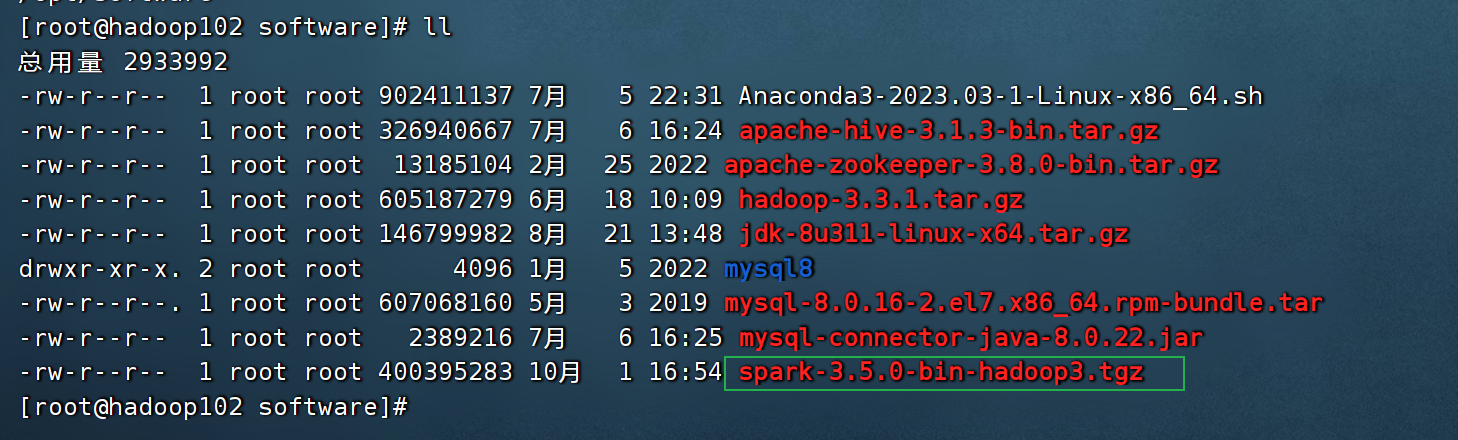 /opt/software
[root@hadoop102 software]# ll
总用量 2933992
-rw-r--r--  1 root root 902411137 7月   5 22:31 Anaconda3-2023.03-1-Linux-x86_64.sh
-rw-r--r--  1 root root 326940667 7月   6 16:24 apache-hive-3.1.3-bin.tar.gz
-rw-r--r--  1 root root  13185104 2月  25 2022 apache-zookeeper-3.8.0-bin.tar.gz
-rw-r--r--  1 root root 605187279 6月  18 10:09 hadoop-3.3.1.tar.gz
-rw-r--r--  1 root root 146799982 8月  21 13:48 jdk-8u311-linux-x64.tar.gz
drwxr-xr-x. 2 root root      4096 1月   5 2022 mysql8
-rw-r--r--. 1 root root 607068160 5月   3 2019 mysql-8.0.16-2.el7.x86_64.rpm-bundle.tar
-rw-r--r--  1 root root   2389216 7月   6 16:25 mysql-connector-java-8.0.22.jar
-rw-r--r--  1 root root 400395283 10月  1 16:54 spark-3.5.0-bin-hadoop3.tgz
[root@hadoop102 software]#